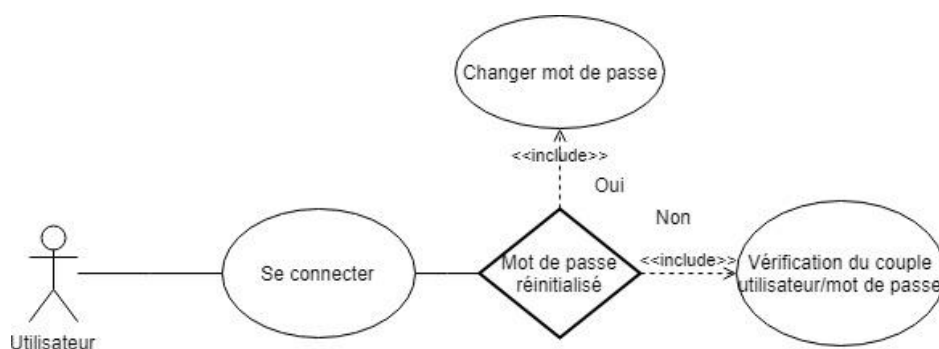 Changer mot de passe
<<include>>
Oui
Non
Se connecter
Mot de passe
réinitialisé
<<include>>
Vérification du couple
utilisateur/mot de passe
Utilisateur